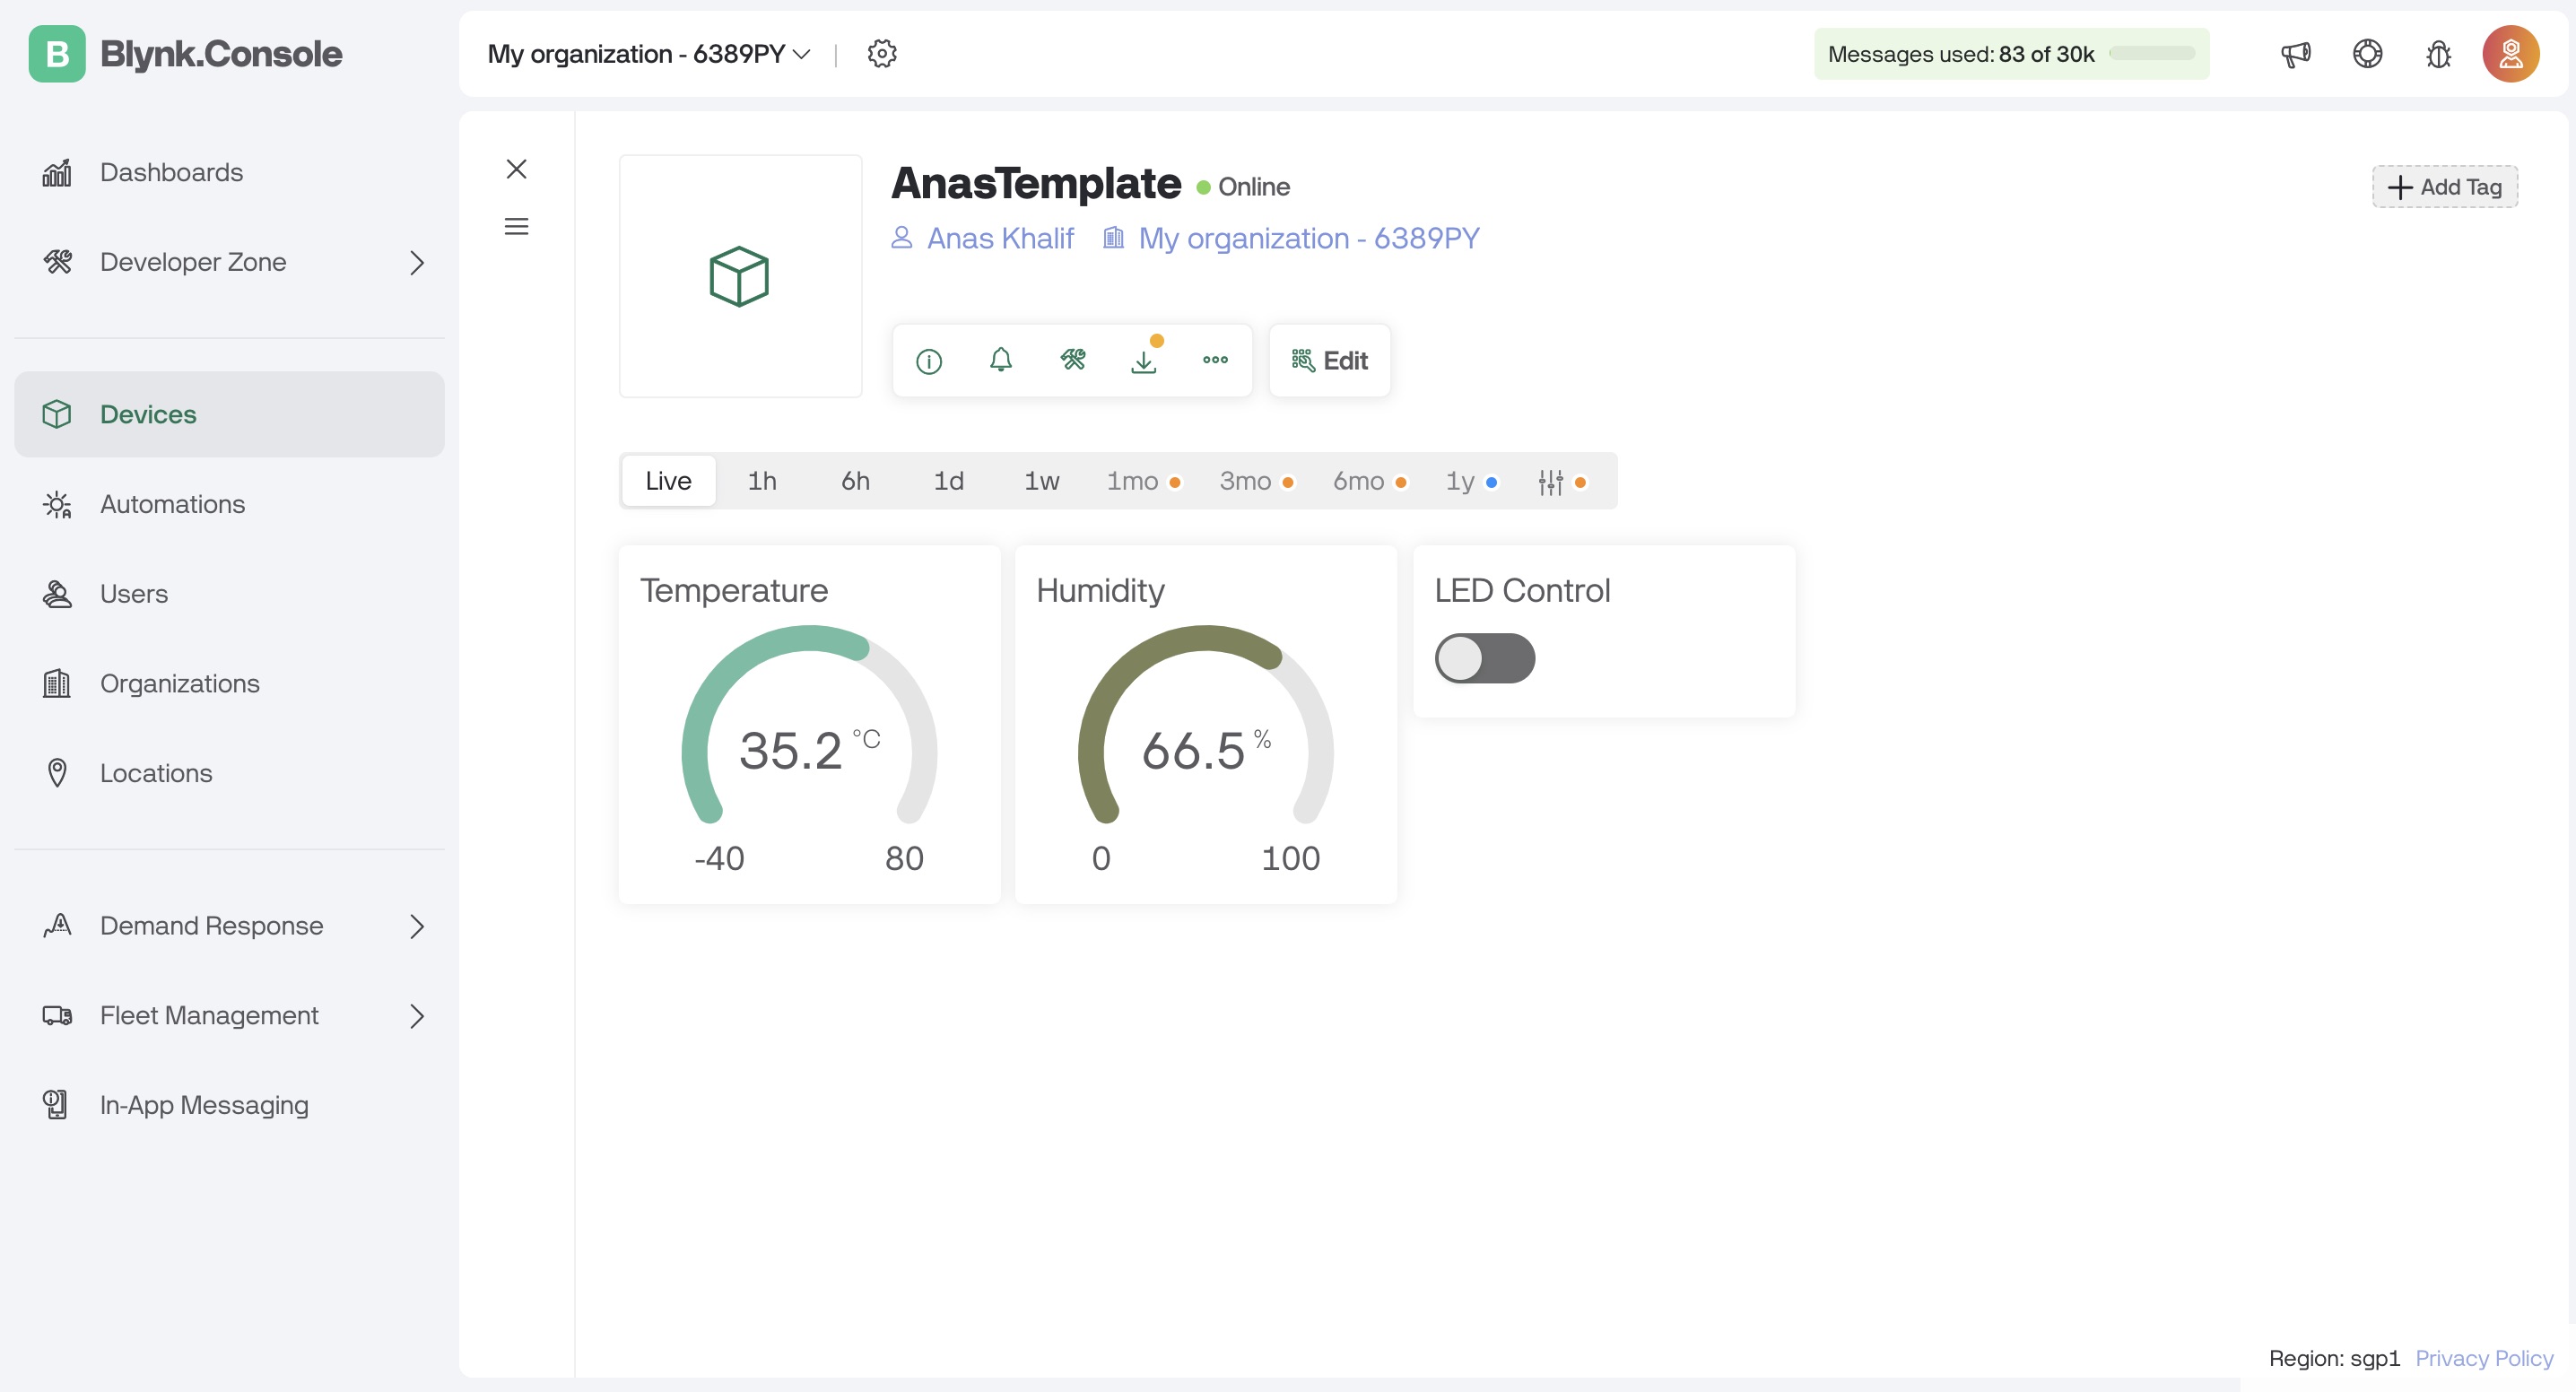 B Blynk.Console
My organization - 6389PY
Messages used: 83 of 30k
Dashboards
Developer Zone
Devices
Automations
Users
Organizations
Locations
Demand Response
Fleet Management
In-App Messaging
AnasTemplate Online
Add Tag
Anas Khalif My organization - 6389PY
Edit
Live 1h 6h 1d 1w 1mo 3mo 6mo 1y
Temperature
35.2 °C
-40 80
Humidity
66.5 %
0 100
LED Control
Region: sgp1 Privacy Policy